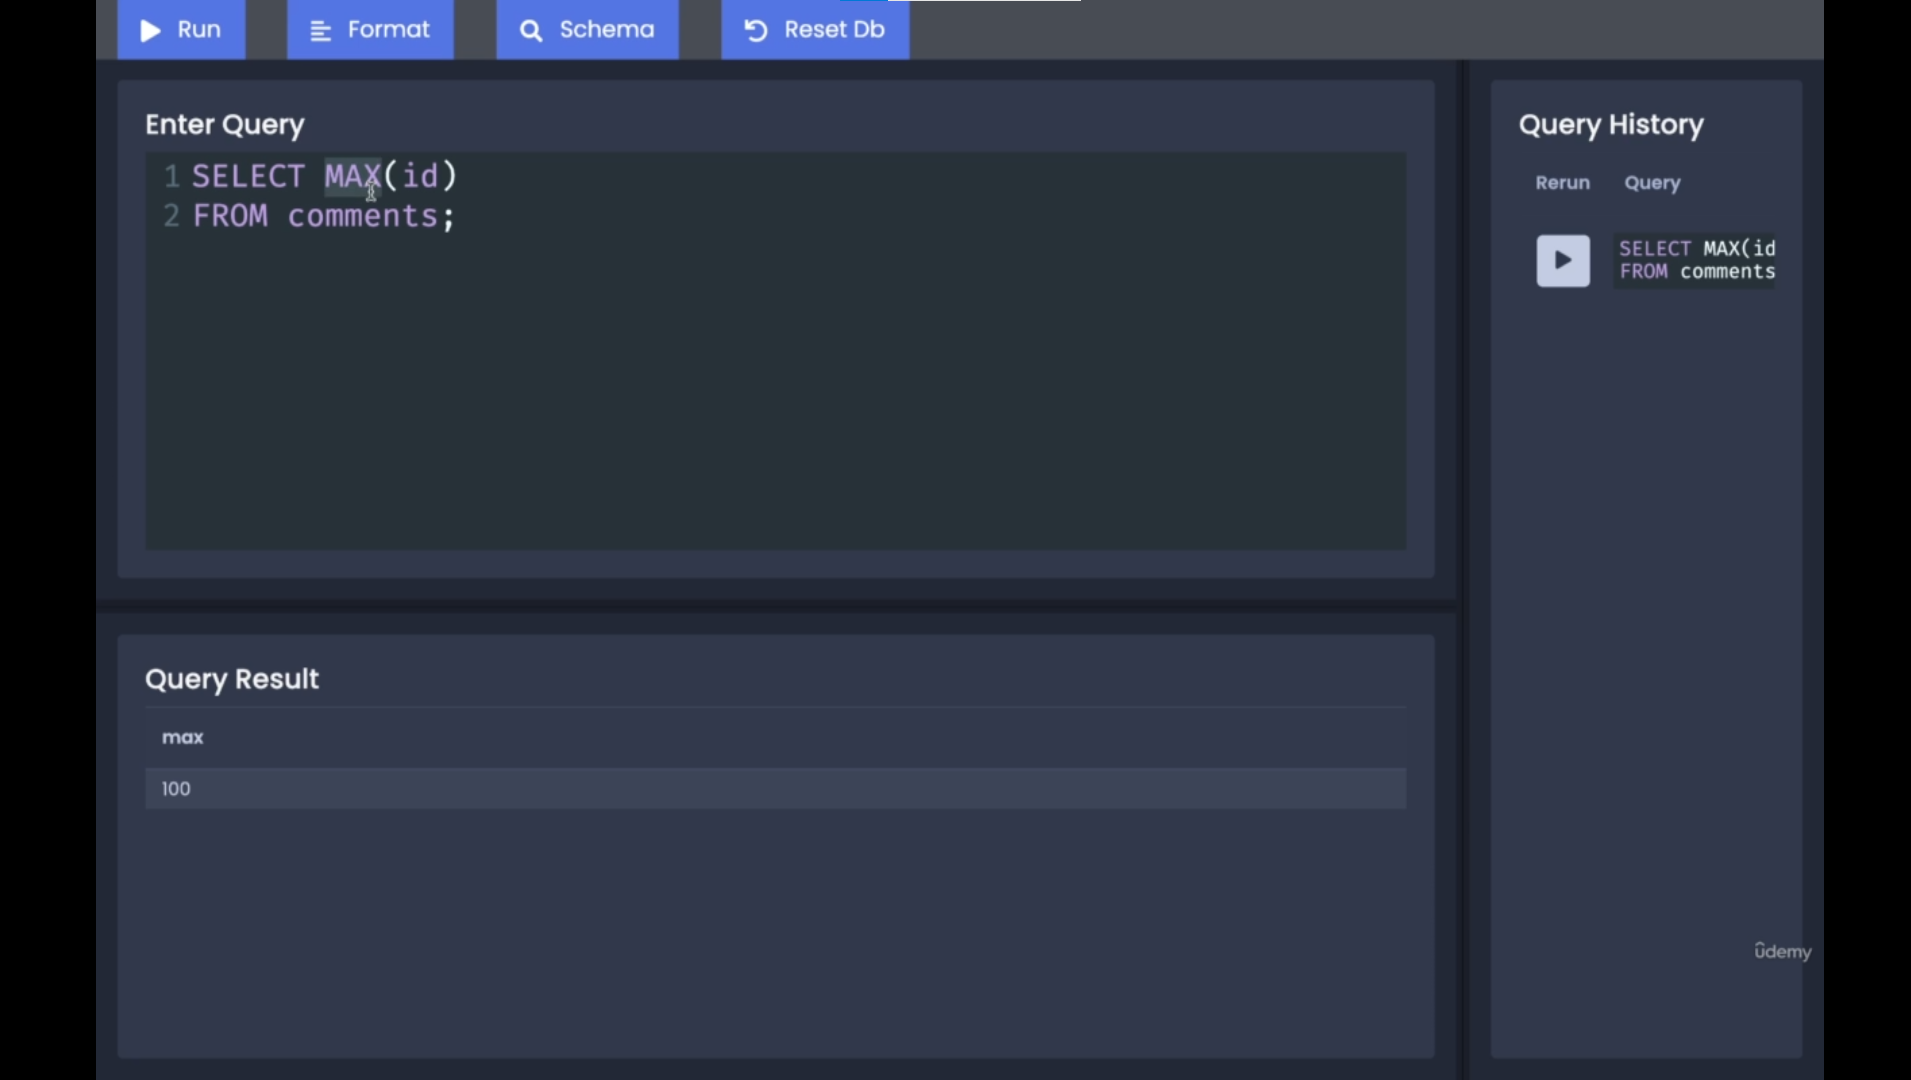 Run Format Schema Reset Db
Enter Query
1 SELECT MAX(id)
2 FROM comments;
Query Result
max
100
Query History
Rerun Query
SELECT MAX(id
FROM comments
ûdemy